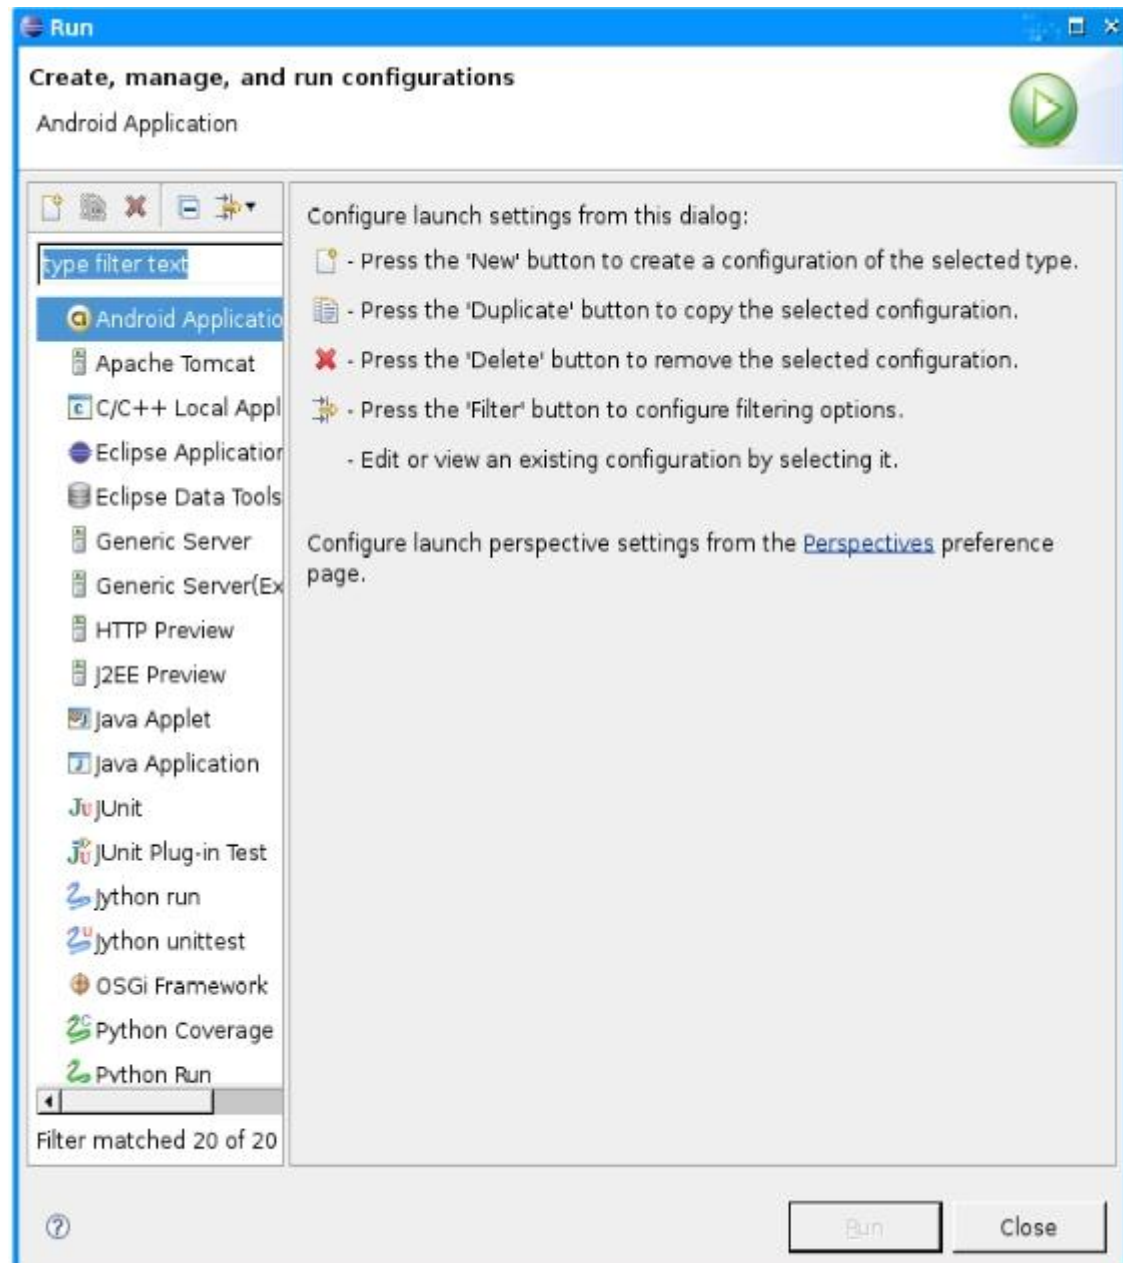 Run
Create, manage, and run configurations
Android Application
type filter text
Android Applicatio
Apache Tomcat
C/C++ Local Appl
Eclipse Application
Eclipse Data Tools
Generic Server
Generic Server(Ex
HTTP Preview
J2EE Preview
Java Applet
Java Application
JUnit
JUnit Plug-in Test
Jython run
Jython unittest
OSGi Framework
Python Coverage
Python Run
Filter matched 20 of 20
Configure launch settings from this dialog:
- Press the 'New' button to create a configuration of the selected type.
- Press the 'Duplicate' button to copy the selected configuration.
- Press the 'Delete' button to remove the selected configuration.
- Press the 'Filter' button to configure filtering options.
- Edit or view an existing configuration by selecting it.
Configure launch perspective settings from the Perspectives preference
page.
Run
Close